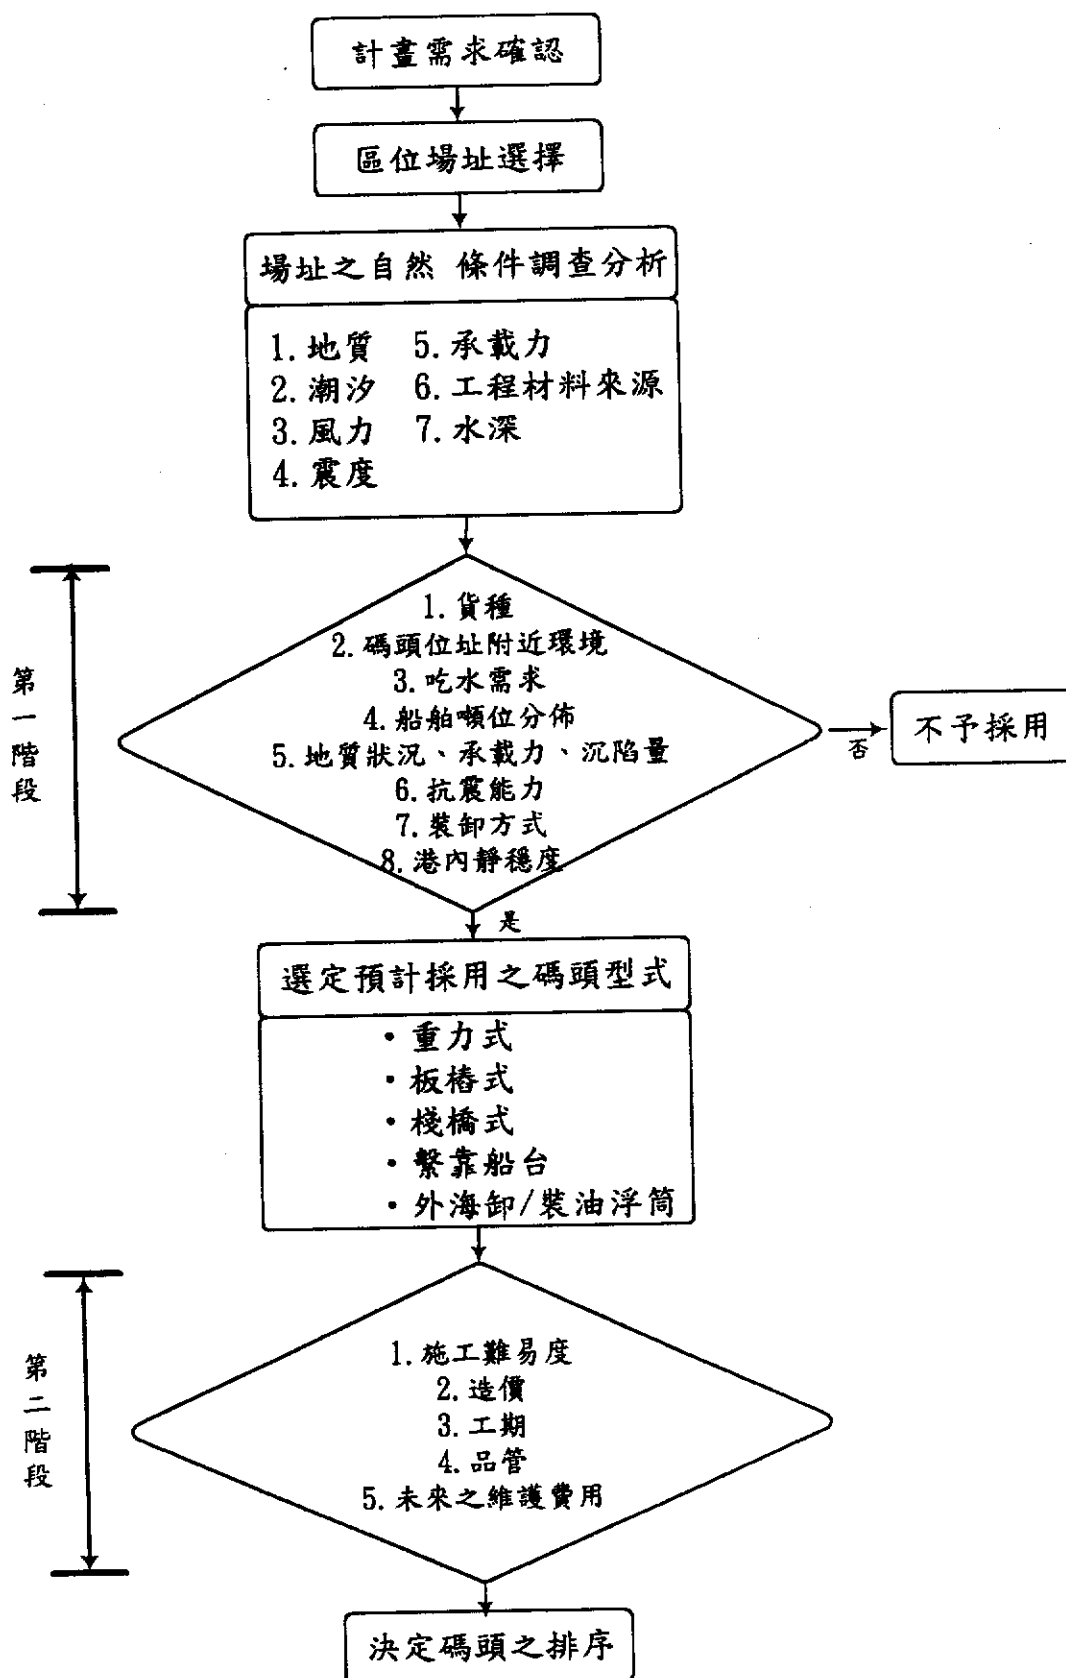 計畫需求確認
區位場址選擇
場址之自然 條件調查分析
1. 地質 5. 承載力
2. 潮汐 6. 工程材料來源
3. 風力 7. 水深
4. 震度
第一階段
1. 貨種
2. 碼頭位址附近環境
3. 吃水需求
4. 船舶噸位分佈
5. 地質狀況、承載力、沉陷量
6. 抗震能力
7. 裝卸方式
8. 港內靜穩度
否
不予採用
是
選定預計採用之碼頭型式
・重力式
・板樁式
・棧橋式
・繫靠船台
・外海卸/裝油浮筒
第二階段
1. 施工難易度
2. 造價
3. 工期
4. 品管
5. 未來之維護費用
決定碼頭之排序